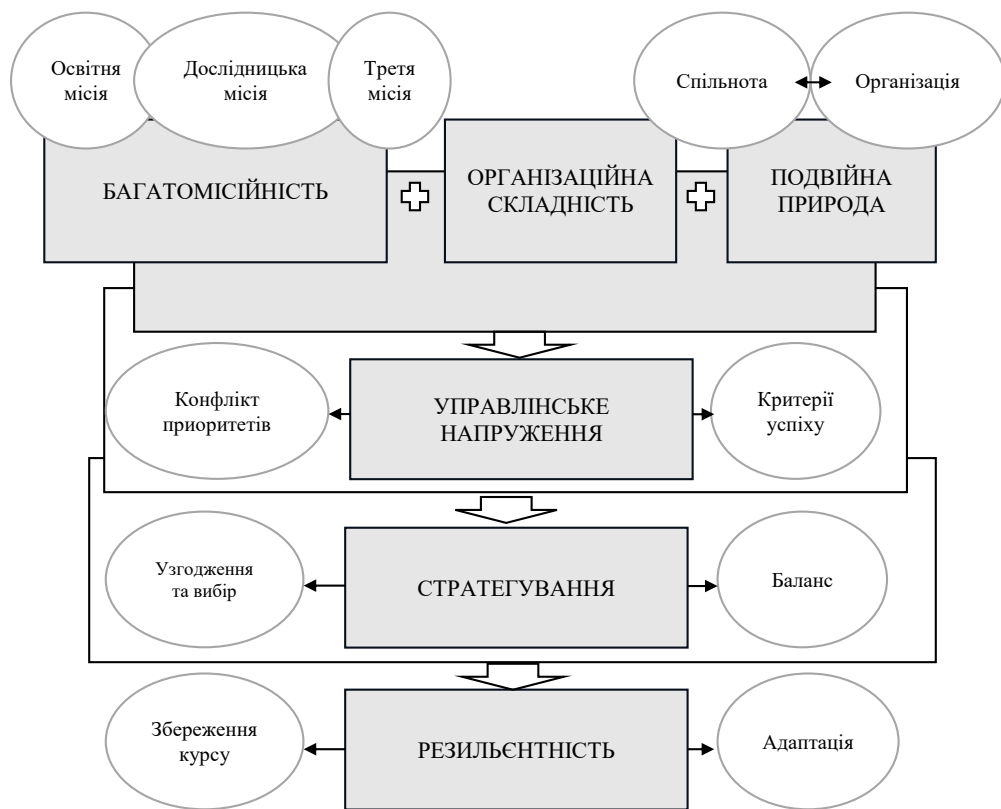 Освітня
місія
Дослідницька
місія
Третя
місія
Спільнота
Організація
БАГАТОМІСІЙНІСТЬ
ОРГАНІЗАЦІЙНА
СКЛАДНІСТЬ
ПОДВІЙНА
ПРИРОДА
Конфлікт
приоритетів
УПРАВЛІНСЬКЕ
НАПРУЖЕННЯ
Критерії
успіху
Узгодження
та вибір
СТРАТЕГУВАННЯ
Баланс
Збереження
курсу
РЕЗИЛЬЄНТНІСТЬ
Адаптація